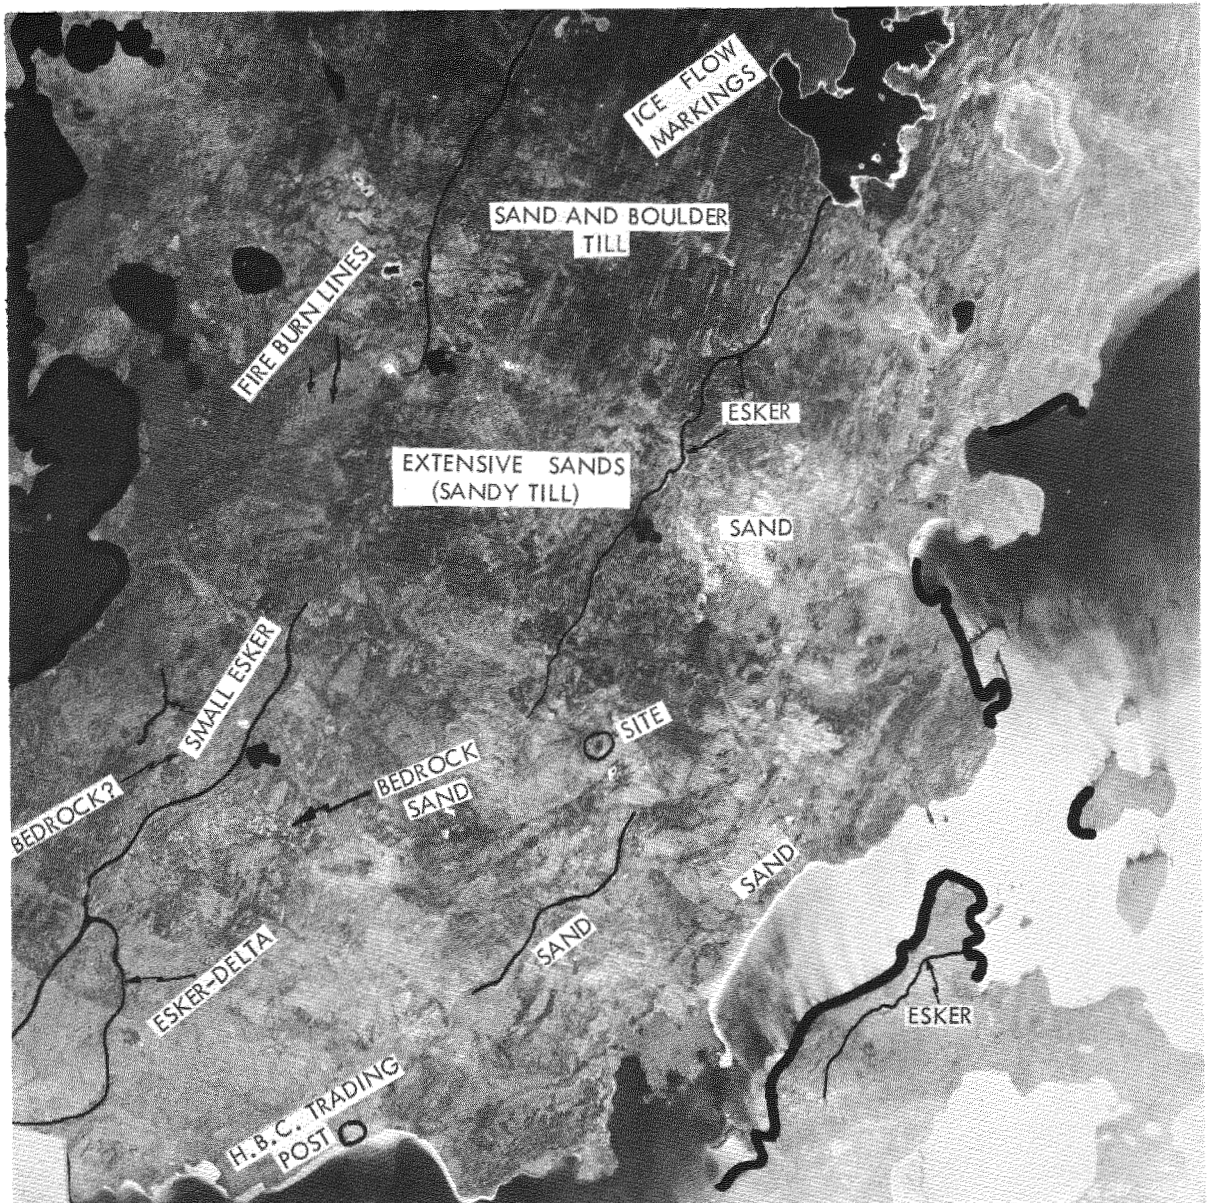 ICE FLOW
MARKINGS
SAND AND BOULDER
TILL
FIRE BURN LINES
ESKER
EXTENSIVE SANDS
(SANDY TILL)
SAND
SMALL ESKER
SITE
BEDROCK?
BEDROCK
SAND
SAND
SAND
ESKER-DELTA
ESKER
H.B.C. TRADING
POST